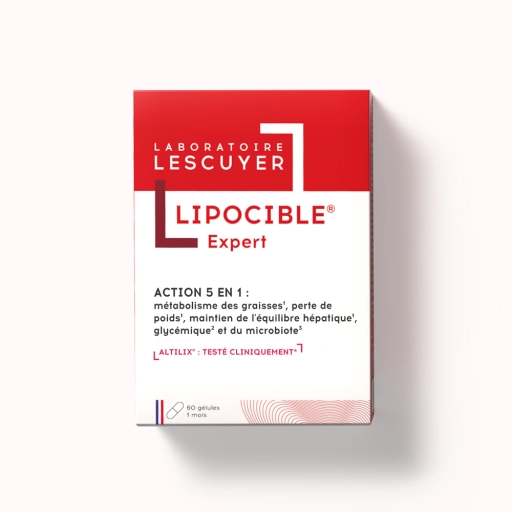 LABORATOIRE
LESCUYER
LIPOCIBLE®
Expert
ACTION 5 EN 1 :
métabolisme des graisses¹, perte de
poids¹, maintien de l'équilibre hépatique¹,
glycémique² et du microbiote³
ALTILIX® : TESTÉ CLINIQUEMENT⁴
60 gélules
1 mois